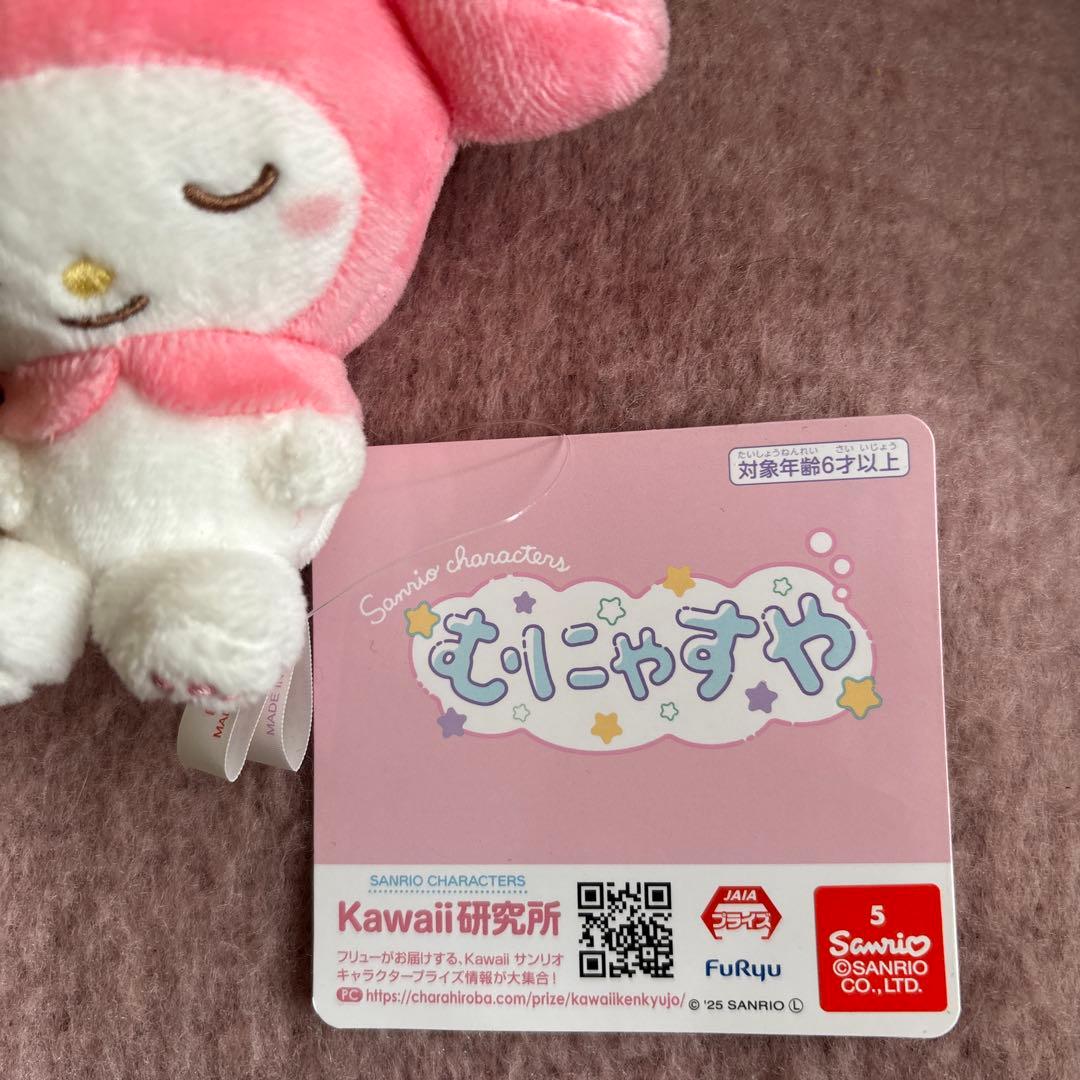 たいしょうねんれい さい いじょう
対象年齢6才以上
Sanrio characters
むりにゃすや
SANRIO CHARACTERS
Kawaii研究所
フリューがお届けする、Kawaii サンリオ
キャラクタープライズ情報が大集合!
PC https://charahiroba.com/prize/kawaiikenkyujo/
JAIA
プライズ
FuRyu
© '25 SANRIO Ⓛ
5
Sanrio
©SANRIO
CO.,LTD.
MADE IN